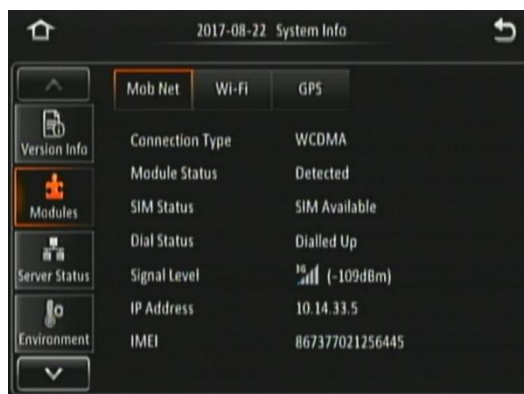 2017-08-22 System Info
Mob Net Wi-Fi GPS
Version Info
Modules
Server Status
Environment
Connection Type WCDMA
Module Status Detected
SIM Status SIM Available
Dial Status Dialled Up
Signal Level 3G (-109dBm)
IP Address 10.14.33.5
IMEI 867377021256445